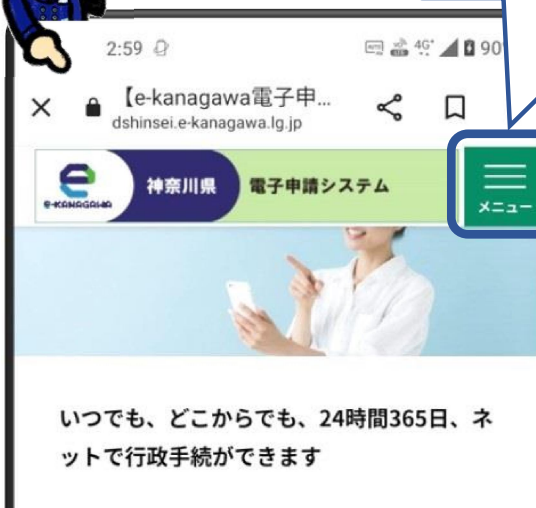 2:59
4G+
90
【e-kanagawa電子申...
dshinsei.e-kanagawa.lg.jp
e-KANAGAWA
神奈川県
電子申請システム
メニュー
いつでも、どこからでも、24時間365日、ネ
ットで行政手続ができます